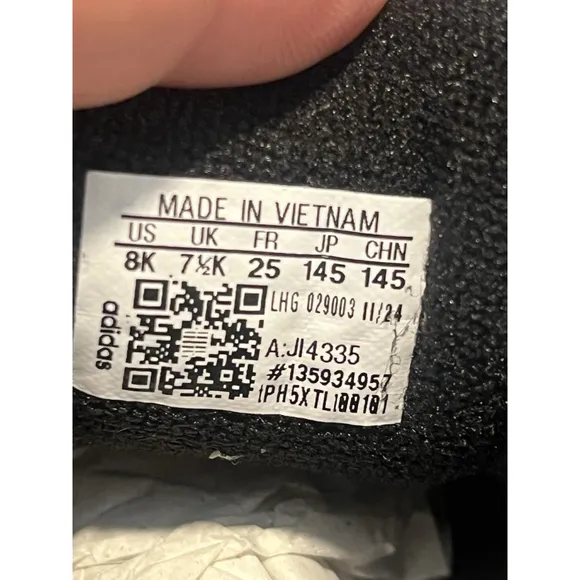 MADE IN VIETNAM
US UK FR JP CHN
8K 7½K 25 145 145
LHG 029003 11/24
A:JI4335
#135934957
adidas